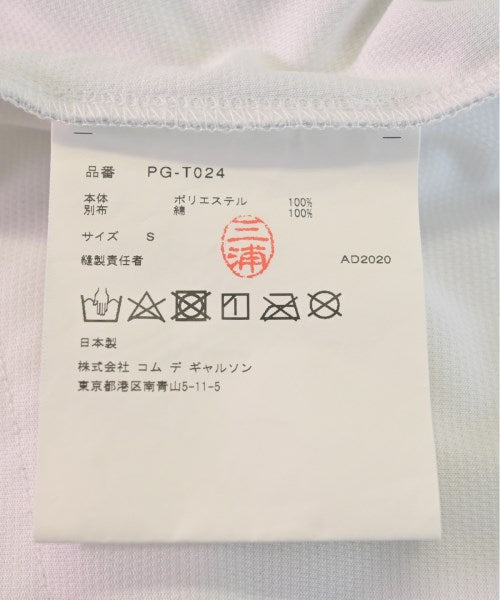 品番 PG-T024
本体 ポリエステル 100%
別布 綿 100%
サイズ S
三浦
縫製責任者 AD2020
日本製
株式会社 コム デ ギャルソン
東京都港区南青山5-11-5